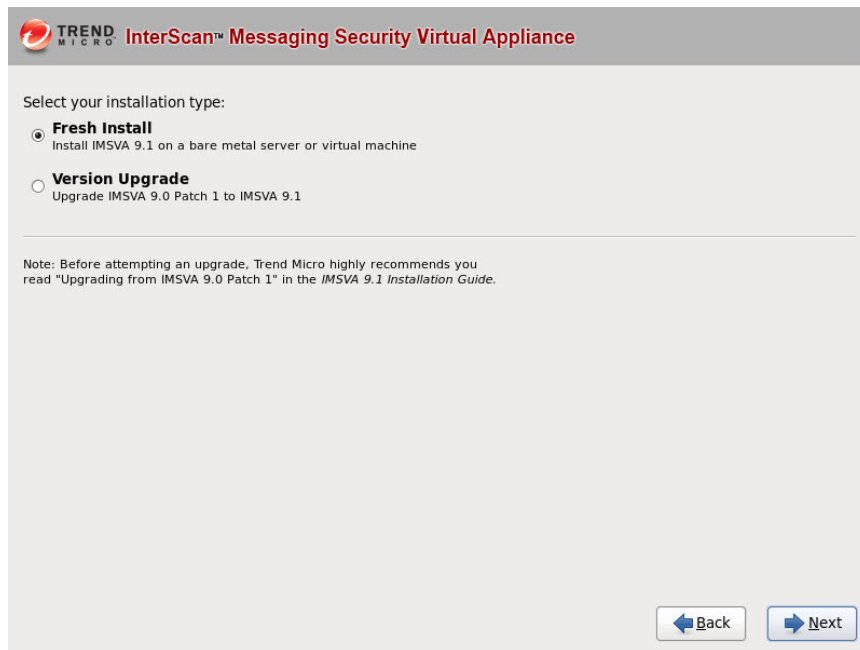 TREND MICRO InterScan™ Messaging Security Virtual Appliance
Select your installation type:
Fresh Install
Install IMSVA 9.1 on a bare metal server or virtual machine
Version Upgrade
Upgrade IMSVA 9.0 Patch 1 to IMSVA 9.1
Note: Before attempting an upgrade, Trend Micro highly recommends you
read "Upgrading from IMSVA 9.0 Patch 1" in the IMSVA 9.1 Installation Guide.
Back Next